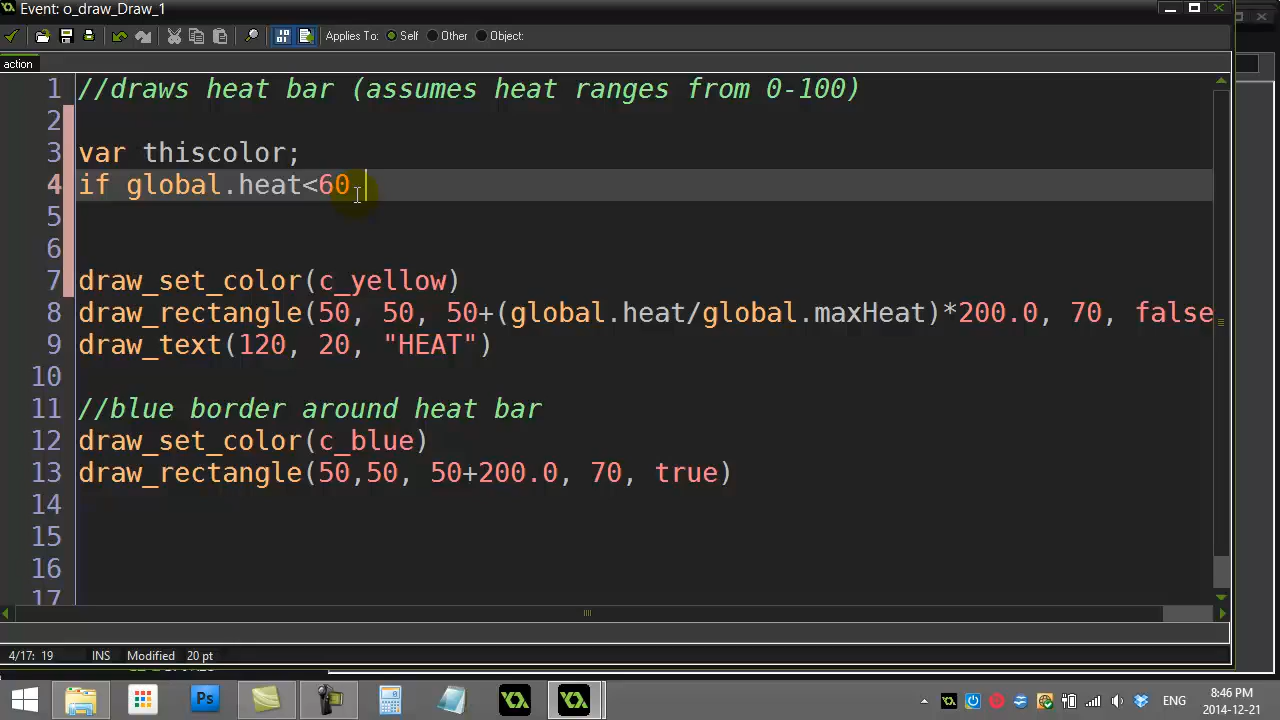 Event: o_draw_Draw_1
Applies To: Self Other Object:
action
1 //draws heat bar (assumes heat ranges from 0-100)
2
3 var thiscolor;
4 if global.heat<60
5
6
7 draw_set_color(c_yellow)
8 draw_rectangle(50, 50, 50+(global.heat/global.maxHeat)*200.0, 70, false
9 draw_text(120, 20, "HEAT")
10
11 //blue border around heat bar
12 draw_set_color(c_blue)
13 draw_rectangle(50,50, 50+200.0, 70, true)
14
15
16
17
4/17: 19 INS Modified 20 pt
Ps ENG 8:46 PM
2014-12-21